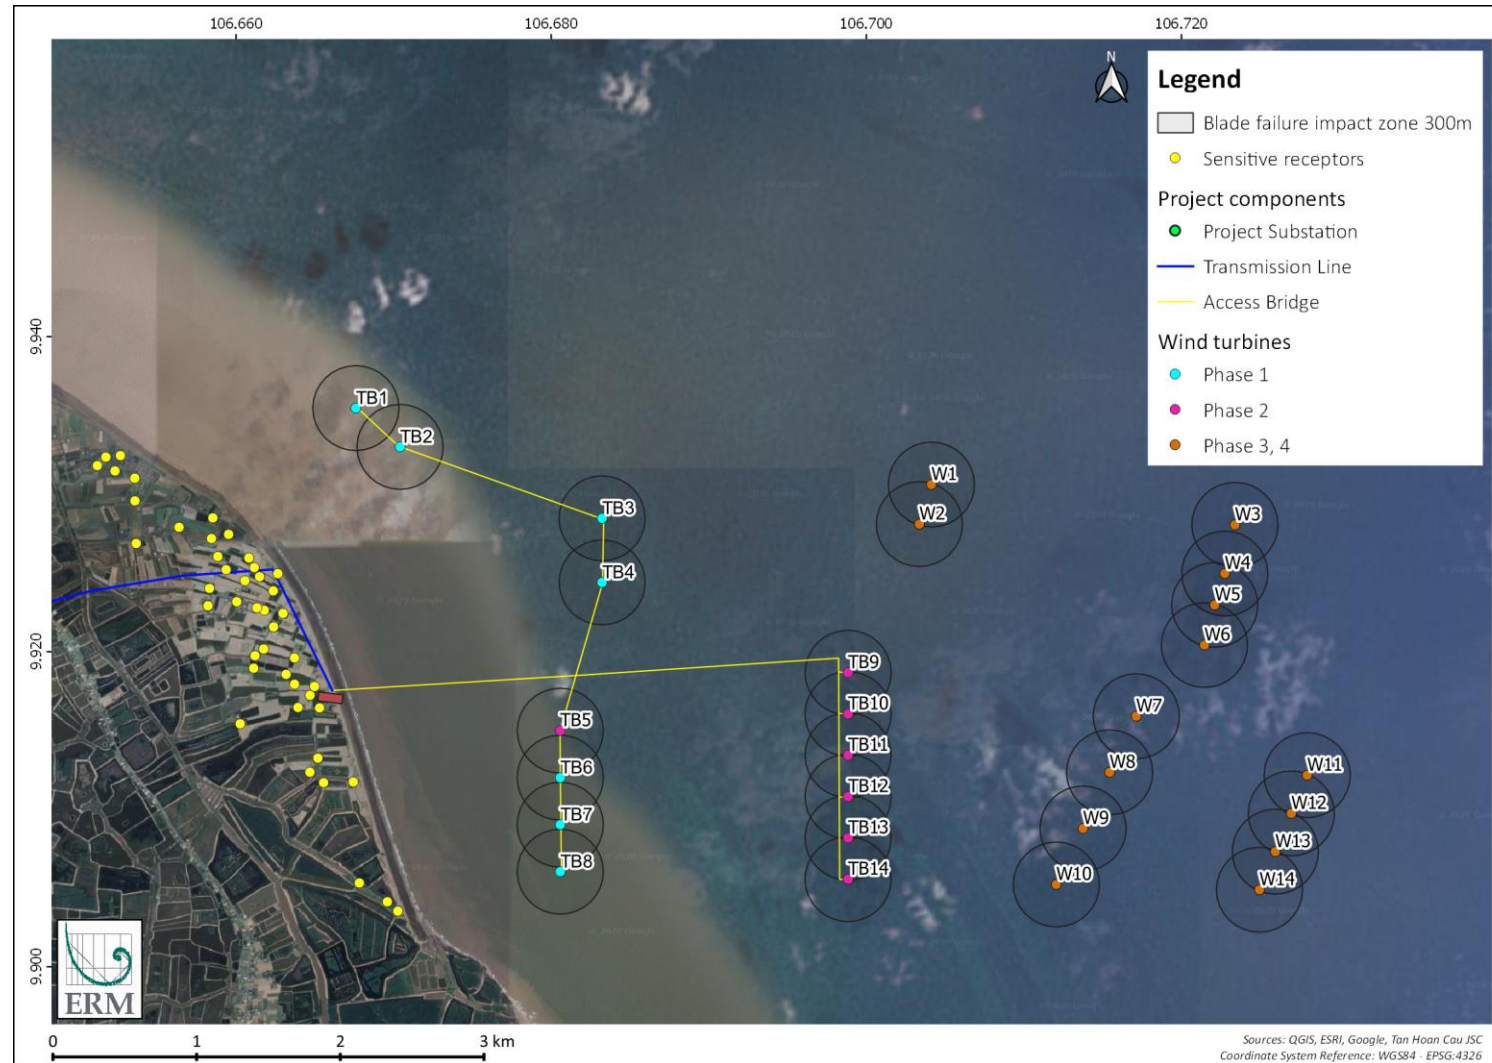 106.660
106.680
106.700
106.720
N
Legend
Blade failure impact zone 300m
Sensitive receptors
Project components
Project Substation
Transmission Line
Access Bridge
Wind turbines
Phase 1
Phase 2
Phase 3, 4
9.940
9.920
9.900
TB1
TB2
TB3
TB4
TB5
TB6
TB7
TB8
TB9
TB10
TB11
TB12
TB13
TB14
W1
W2
W3
W4
W5
W6
W7
W8
W9
W10
W11
W12
W13
W14
ERM
0 1 2 3 km
Sources: QGIS, ESRI, Google, Tan Hoan Cau JSC
Coordinate System Reference: WGS84 - EPSG:4326